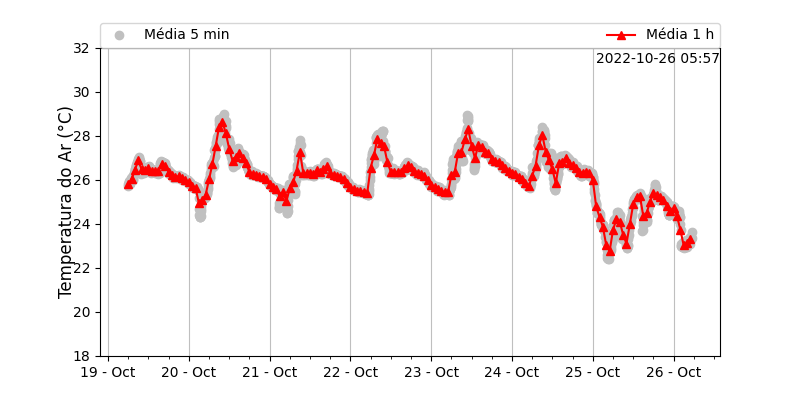 Média 5 min
Média 1 h
2022-10-26 05:57
Temperatura do Ar (°C)
32
30
28
26
24
22
20
18
19 - Oct
20 - Oct
21 - Oct
22 - Oct
23 - Oct
24 - Oct
25 - Oct
26 - Oct